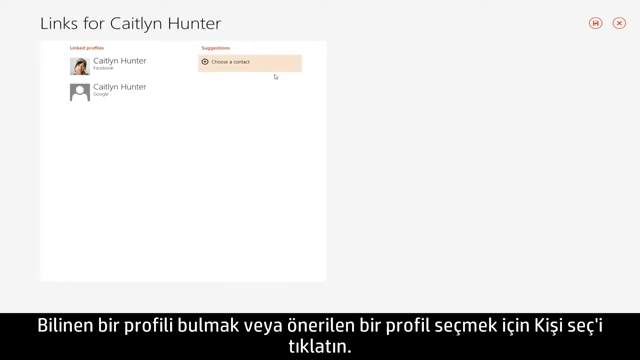 Links for Caitlyn Hunter
Linked profiles
Caitlyn Hunter
Facebook
Caitlyn Hunter
Google
Suggestions
Choose a contact
Bilinen bir profili bulmak veya önerilen bir profil seçmek için Kişi seç'i
tıklatın.